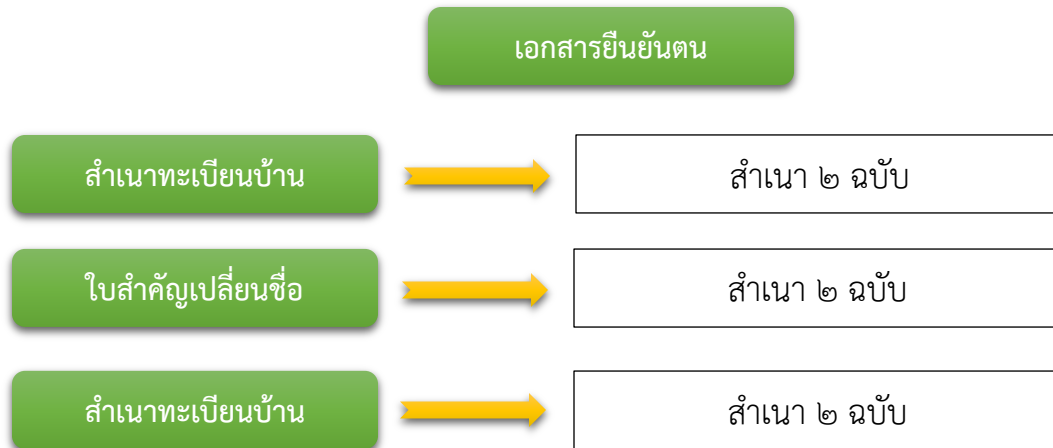 เอกสารยืนยันตน
สำเนาทะเบียนบ้าน
สำเนา ๒ ฉบับ
ใบสำคัญเปลี่ยนชื่อ
สำเนา ๒ ฉบับ
สำเนาทะเบียนบ้าน
สำเนา ๒ ฉบับ